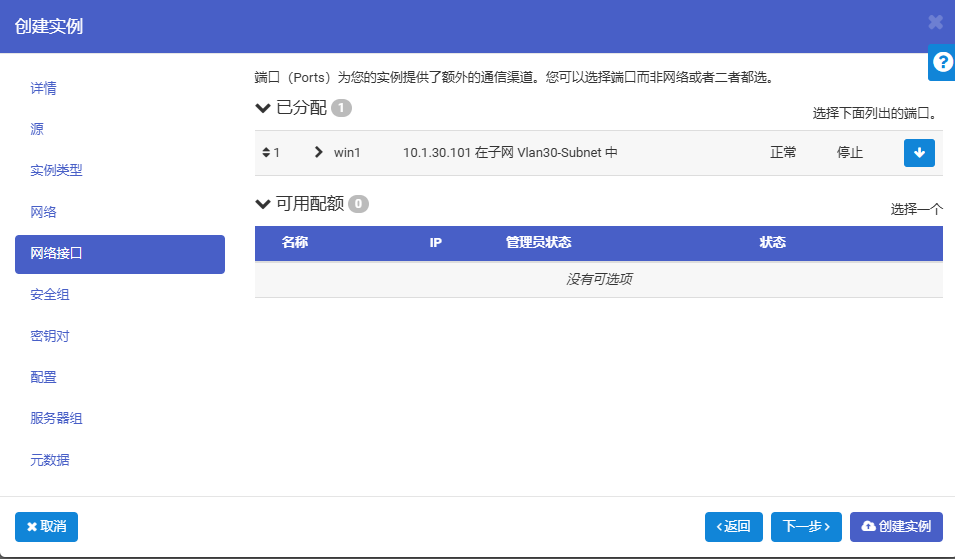 创建实例
详情
源
实例类型
网络
网络接口
安全组
密钥对
配置
服务器组
元数据
端口（Ports）为您的实例提供了额外的通信渠道。您可以选择端口而非网络或者二者都选。
已分配 1
选择下面列出的端口。
1 win1 10.1.30.101 在子网 Vlan30-Subnet 中 正常 停止
可用配额 0
选择一个
名称 IP 管理员状态 状态
没有可选项
取消 返回 下一步 创建实例